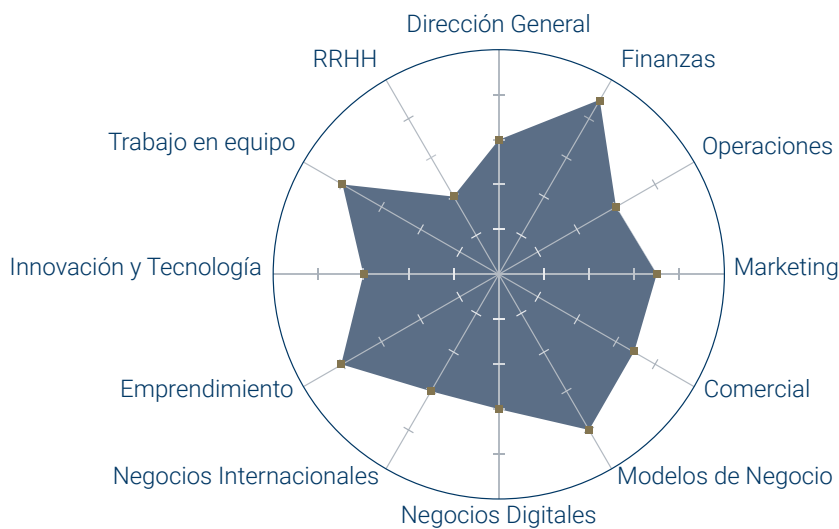 Dirección General
RRHH
Finanzas
Trabajo en equipo
Operaciones
Innovación y Tecnología
Marketing
Emprendimiento
Comercial
Negocios Internacionales
Modelos de Negocio
Negocios Digitales